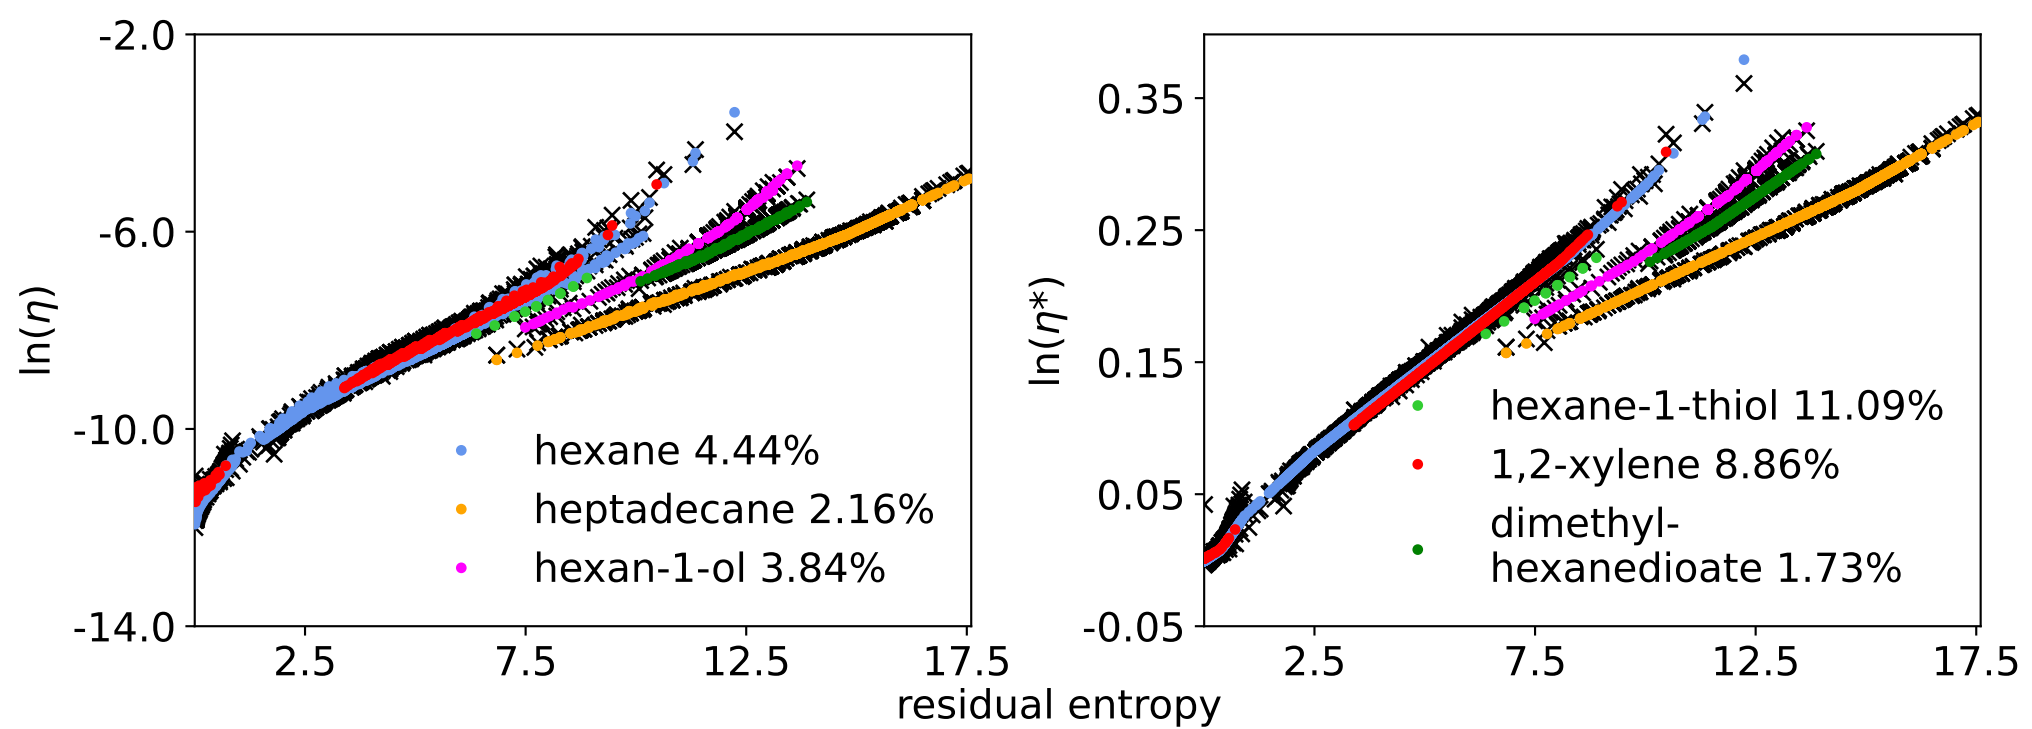 -2.0
-6.0
-10.0
-14.0
ln(η)
2.5
7.5
12.5
17.5
hexane 4.44%
heptadecane 2.16%
hexan-1-ol 3.84%
0.35
0.25
0.15
0.05
-0.05
ln(η*)
2.5
7.5
12.5
17.5
hexane-1-thiol 11.09%
1,2-xylene 8.86%
dimethyl-
hexanedioate 1.73%
residual entropy